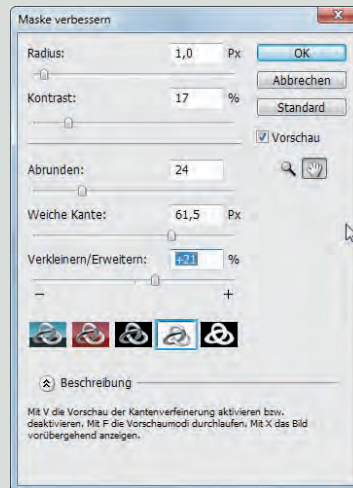 Maske verbessern
Radius: 1,0 Px
OK
Abbrechen
Kontrast: 17 %
Standard
Vorschau
Abrunden: 24
Weiche Kante: 61,5 Px
Verkleinern/Erweitern: +21 %
− +
Beschreibung
Mit V die Vorschau der Kantenverfeinerung aktivieren bzw.
deaktivieren. Mit F die Vorschaumodi durchlaufen. Mit X das Bild
vorübergehend anzeigen.